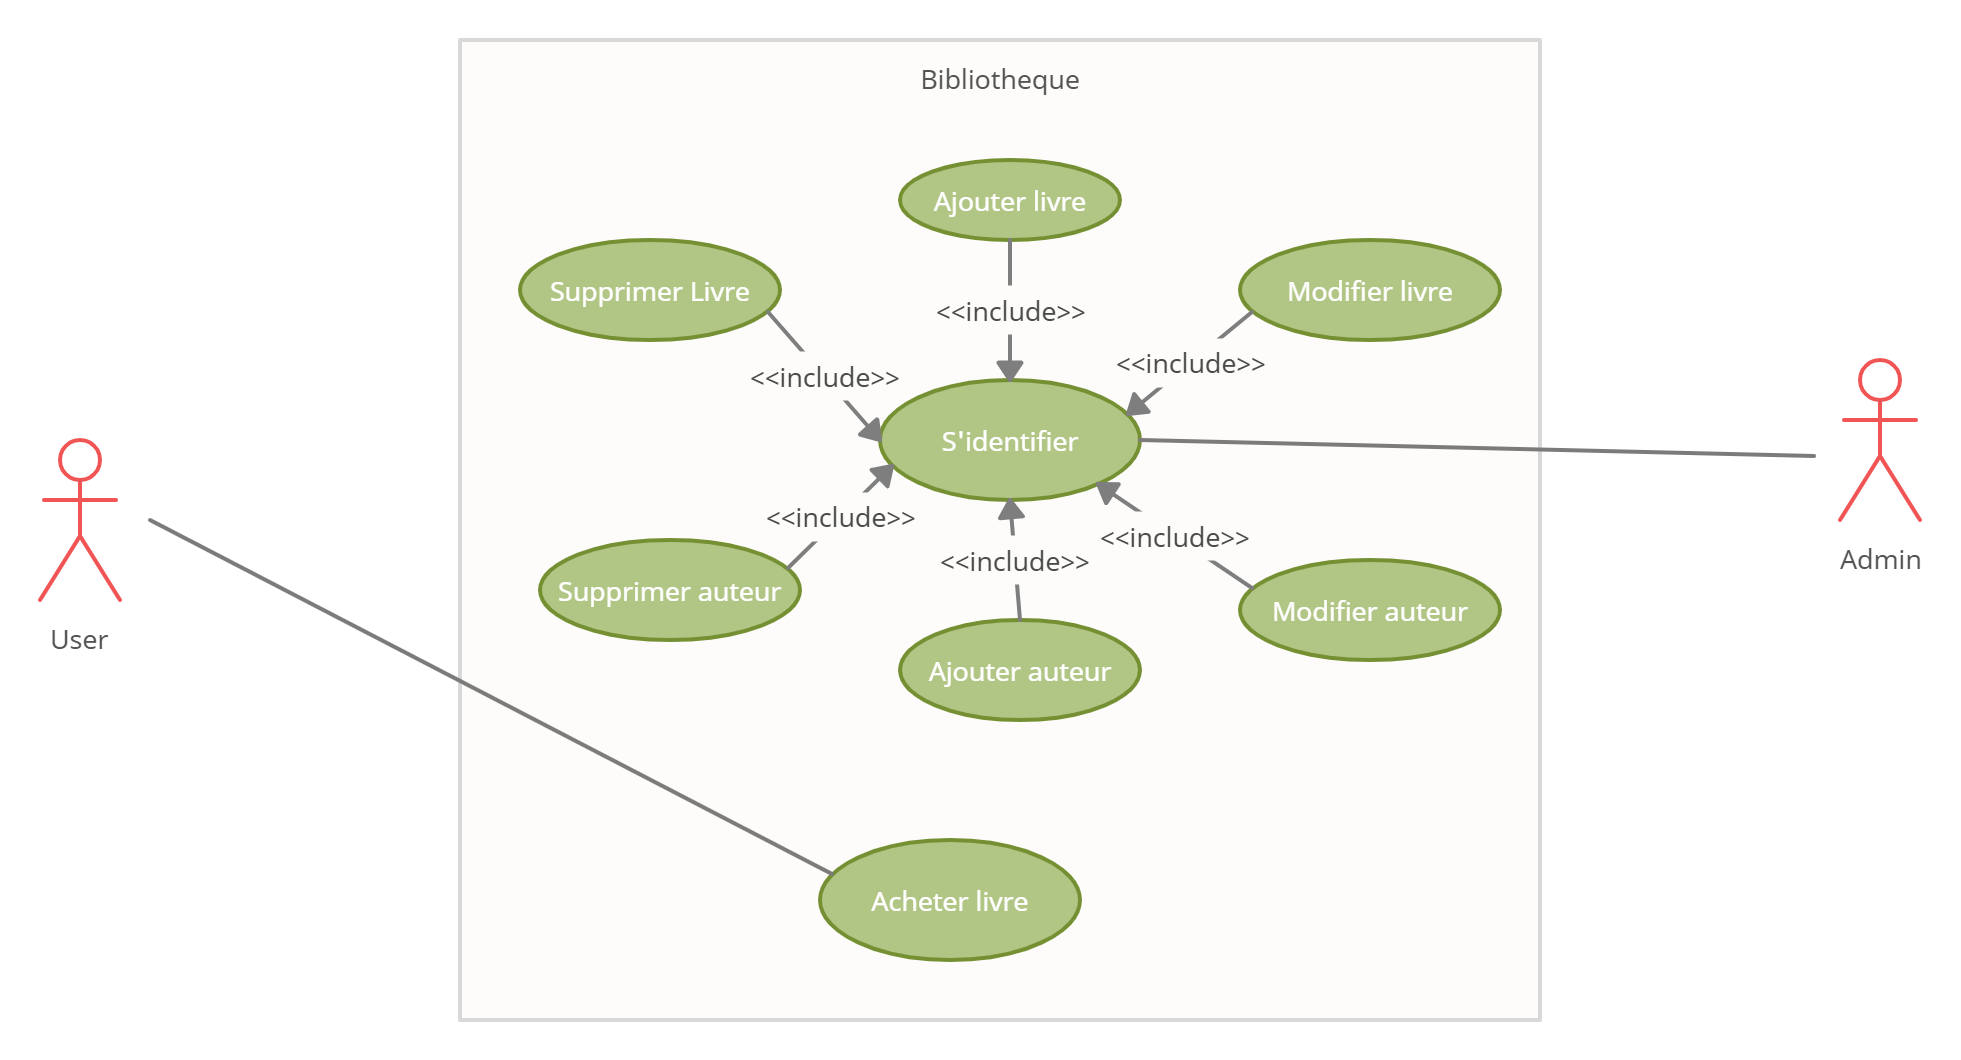 Bibliotheque
Ajouter livre
Supprimer Livre
Modifier livre
<<include>>
<<include>>
<<include>>
S'identifier
<<include>>
<<include>>
<<include>>
Supprimer auteur
Ajouter auteur
Modifier auteur
User
Admin
Acheter livre